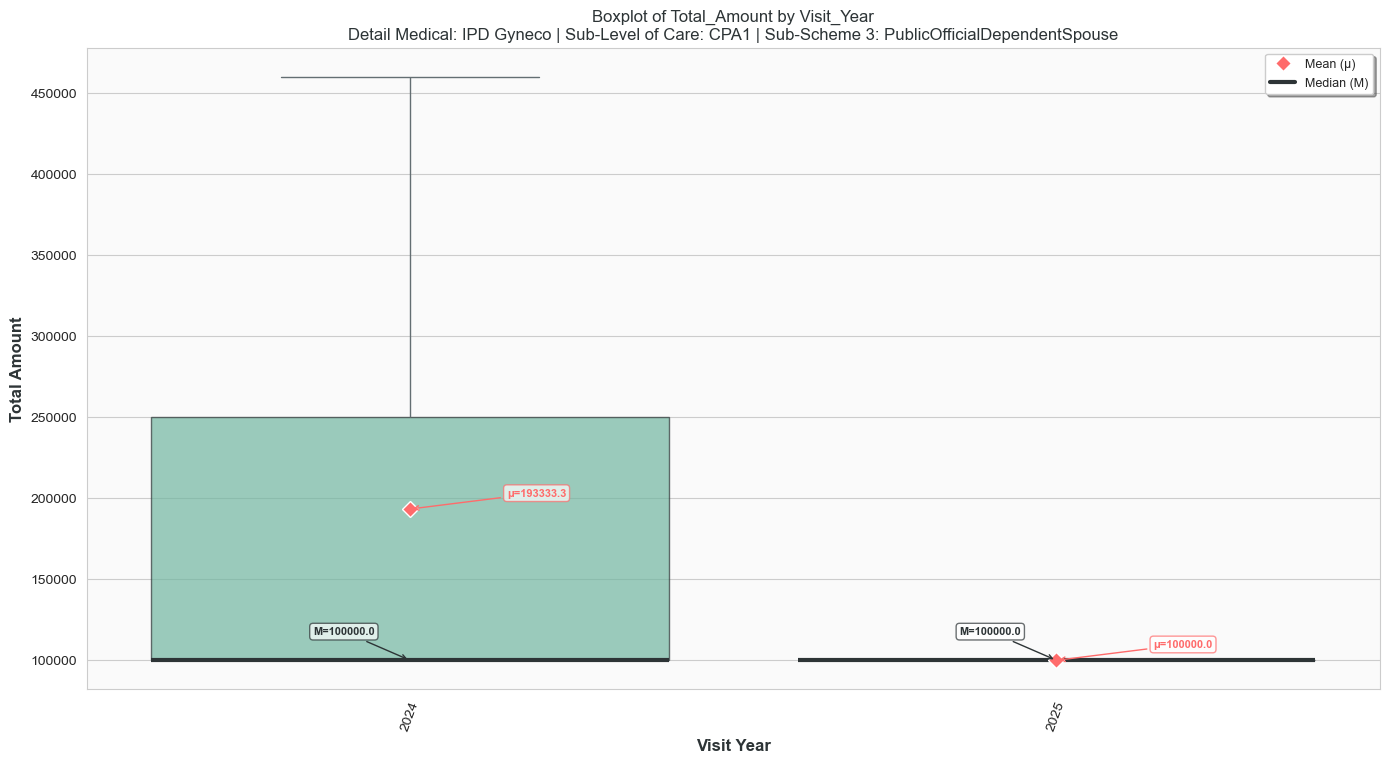 Boxplot of Total_Amount by Visit_Year
Detail Medical: IPD Gyneco | Sub-Level of Care: CPA1 | Sub-Scheme 3: PublicOfficialDependentSpouse
Mean (μ)
Median (M)
450000
400000
350000
300000
250000
200000
150000
100000
Total Amount
μ=193333.3
M=100000.0
M=100000.0
μ=100000.0
2024
2025
Visit Year